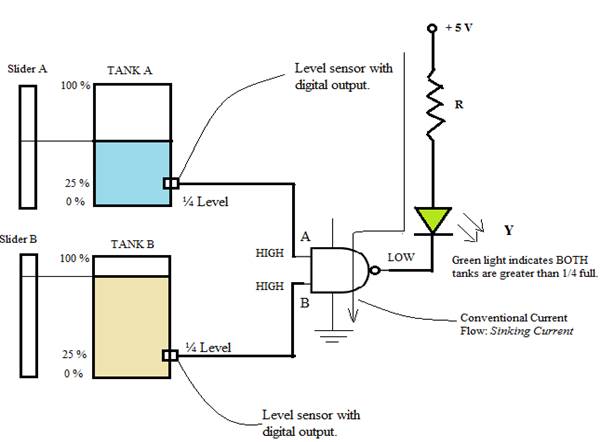 + 5 V
Slider A
TANK A
100 %
Level sensor with
digital output.
R
25 %
0 %
¼ Level
Slider B
TANK B
100 %
A
HIGH
HIGH
B
LOW
Y
Green light indicates BOTH
tanks are greater than 1/4 full.
Conventional Current
Flow: Sinking Current
¼ Level
25 %
0 %
Level sensor with
digital output.